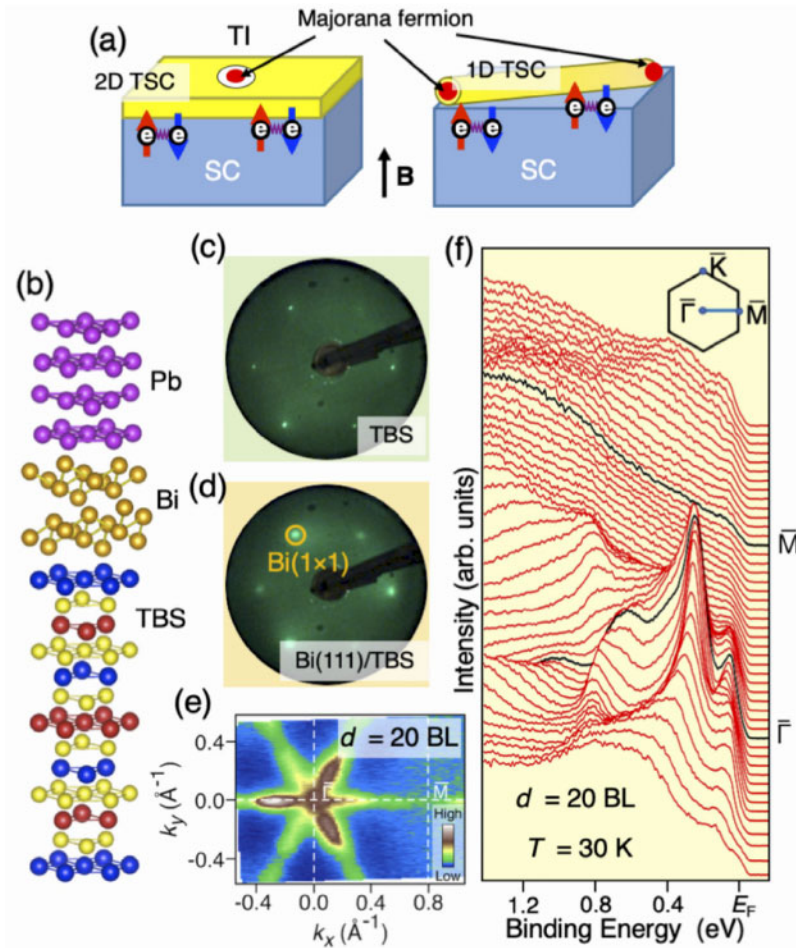 (a)
TI
Majorana fermion
2D TSC
1D TSC
e e e e
e e e e
SC
B
SC
(b)
Pb
Bi
TBS
(c)
TBS
(d)
Bi(1×1)
Bi(111)/TBS
(e)
d = 20 BL
Γ̅
M̅
High
Low
0.4
0.0
-0.4
k_y (Å⁻¹)
-0.4
0.0
0.4
0.8
k_x (Å⁻¹)
(f)
K̅
Γ̅
M̅
M̅
Γ̅
Intensity (arb. units)
d = 20 BL
T = 30 K
1.2
0.8
0.4
E_F
Binding Energy (eV)